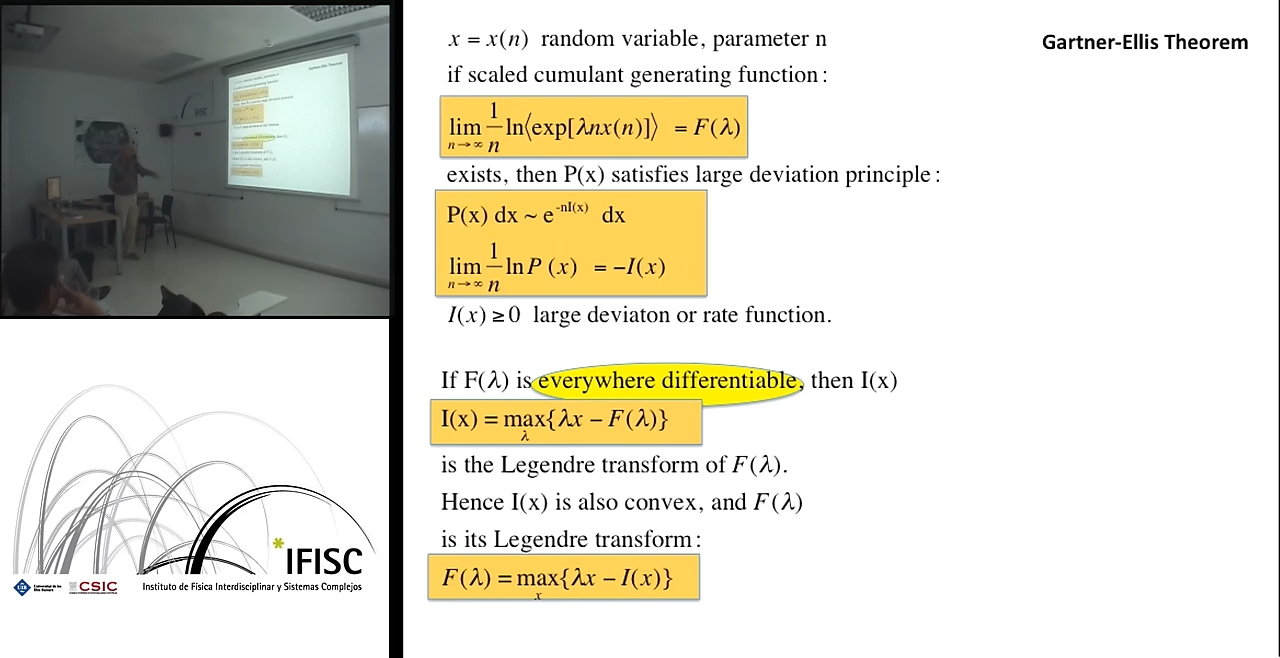 x = x(n) random variable, parameter n
Gartner-Ellis Theorem
if scaled cumulant generating function:
lim_{n→∞} 1/n ln⟨exp[λnx(n)]⟩ = F(λ)
exists, then P(x) satisfies large deviation principle:
P(x) dx ~ e^{-nI(x)} dx
lim_{n→∞} 1/n ln P (x) = -I(x)
I(x) ≥ 0 large deviaton or rate function.
If F(λ) is everywhere differentiable, then I(x)
I(x) = max_λ{λx - F(λ)}
is the Legendre transform of F(λ).
Hence I(x) is also convex, and F(λ)
is its Legendre transform:
F(λ) = max_x{λx - I(x)}
IFISC
CSIC
Instituto de Física Interdisciplinar y Sistemas Complejos